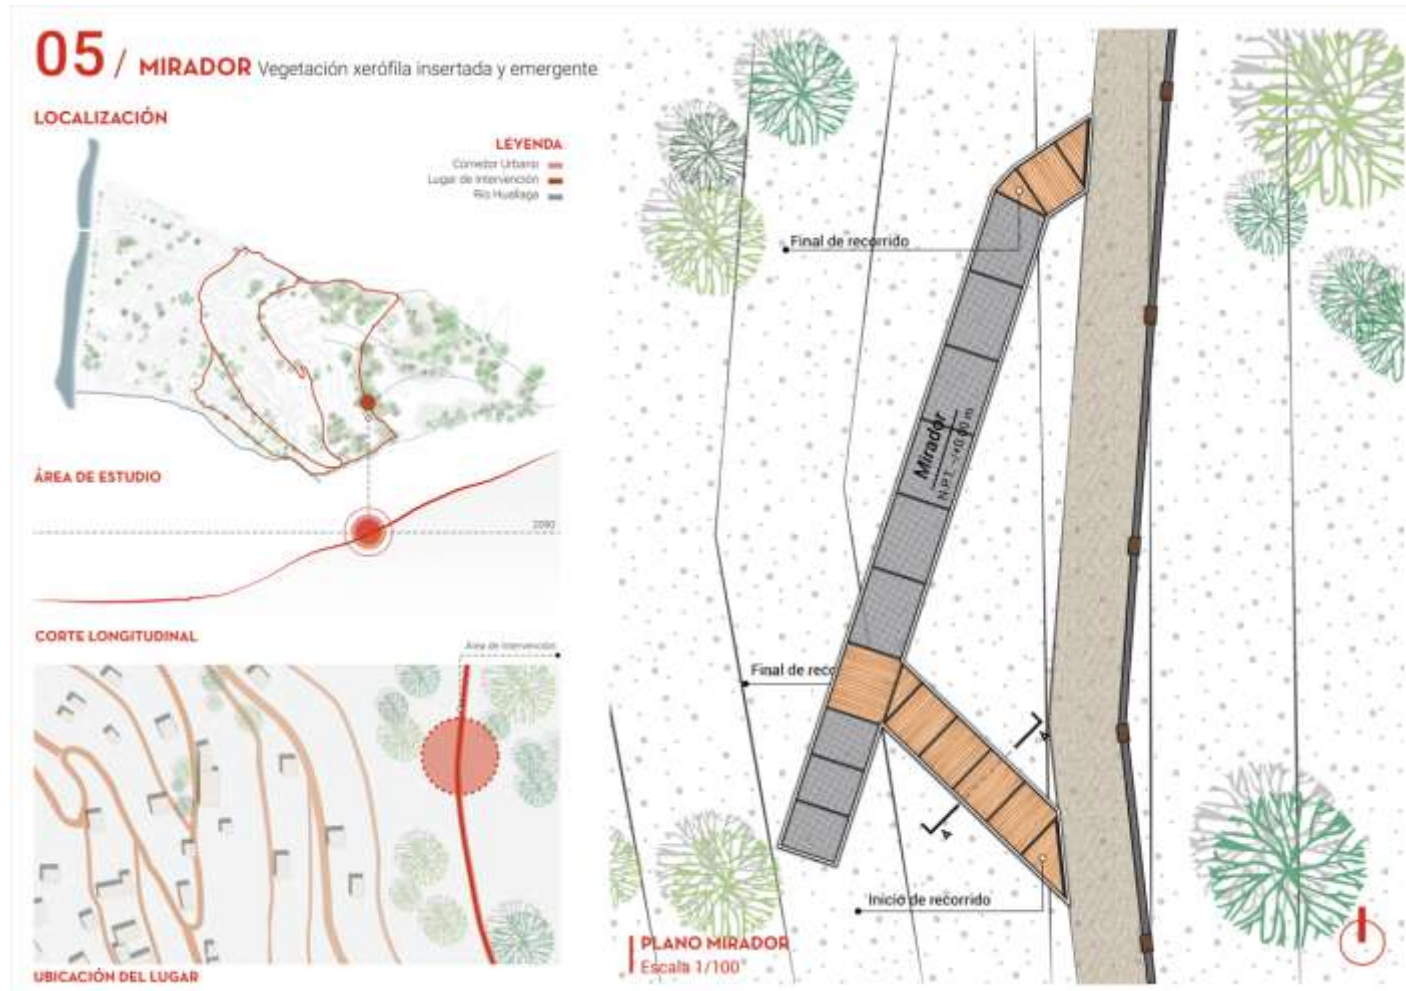 05 / MIRADOR Vegetación xerófila insertada y emergente
LOCALIZACIÓN
LEYENDA
Corredor Urbano
Lugar de Intervención
Río Huallaga
ÁREA DE ESTUDIO
CORTE LONGITUDINAL
Área de Intervención
UBICACIÓN DEL LUGAR
Final de recorrido
Mirador
N.P.T. -/+0.00 m
Final de reco
A
A
Inicio de recorrido
PLANO MIRADOR
Escala 1/100